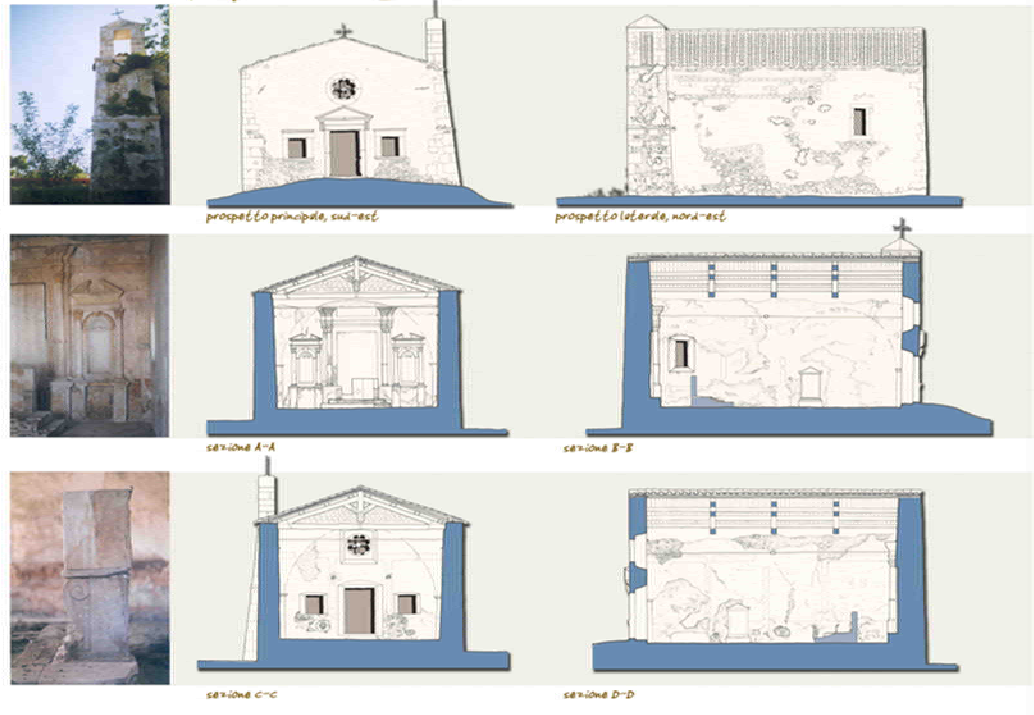 prospetto principale, sud-est
prospetto laterale, nord-est
sezione A-A
sezione B-B
sezione C-C
sezione D-D